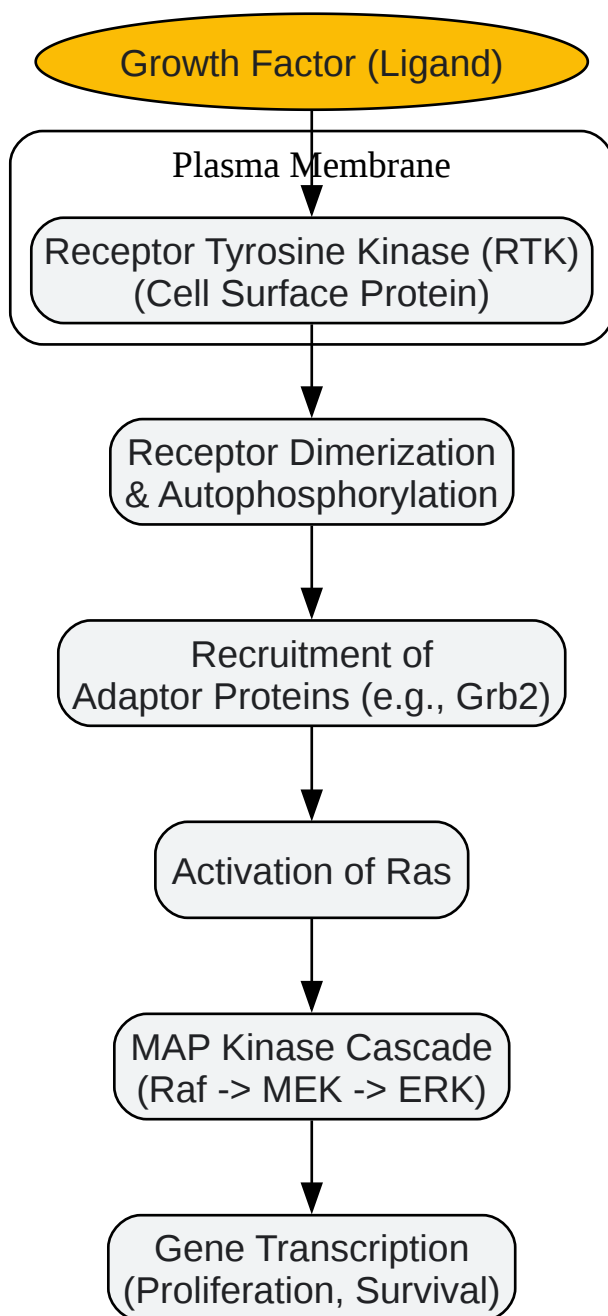 Growth Factor (Ligand)
Plasma Membrane
Receptor Tyrosine Kinase (RTK)
(Cell Surface Protein)
Receptor Dimerization
& Autophosphorylation
Recruitment of
Adaptor Proteins (e.g., Grb2)
Activation of Ras
MAP Kinase Cascade
(Raf -> MEK -> ERK)
Gene Transcription
(Proliferation, Survival)